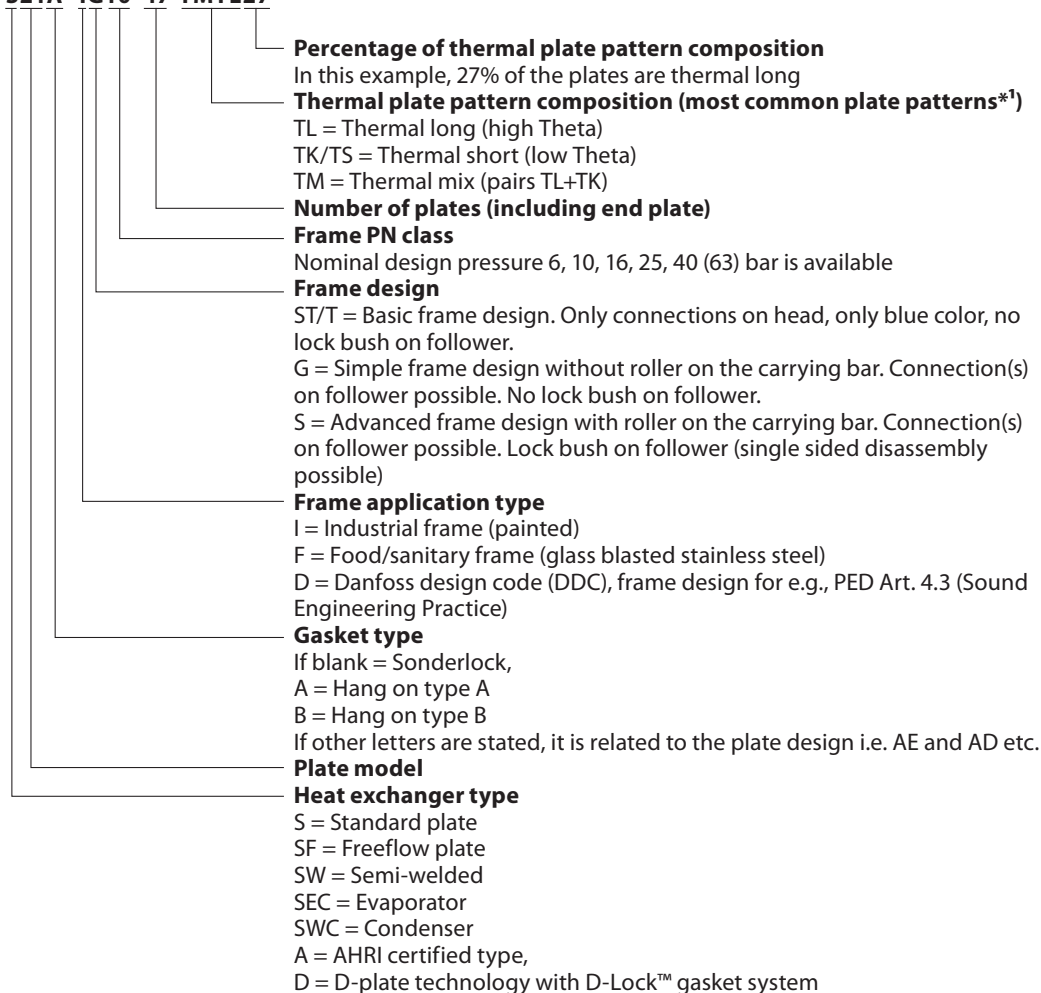 Percentage of thermal plate pattern composition
In this example, 27% of the plates are thermal long
Thermal plate pattern composition (most common plate patterns*¹)
TL = Thermal long (high Theta)
TK/TS = Thermal short (low Theta)
TM = Thermal mix (pairs TL+TK)
Number of plates (including end plate)
Frame PN class
Nominal design pressure 6, 10, 16, 25, 40 (63) bar is available
Frame design
ST/T = Basic frame design. Only connections on head, only blue color, no
lock bush on follower.
G = Simple frame design without roller on the carrying bar. Connection(s)
on follower possible. No lock bush on follower.
S = Advanced frame design with roller on the carrying bar. Connection(s)
on follower possible. Lock bush on follower (single sided disassembly
possible)
Frame application type
I = Industrial frame (painted)
F = Food/sanitary frame (glass blasted stainless steel)
D = Danfoss design code (DDC), frame design for e.g., PED Art. 4.3 (Sound
Engineering Practice)
Gasket type
If blank = Sonderlock,
A = Hang on type A
B = Hang on type B
If other letters are stated, it is related to the plate design i.e. AE and AD etc.
Plate model
Heat exchanger type
S = Standard plate
SF = Freeflow plate
SW = Semi-welded
SEC = Evaporator
SWC = Condenser
A = AHRI certified type,
D = D-plate technology with D-Lock™ gasket system